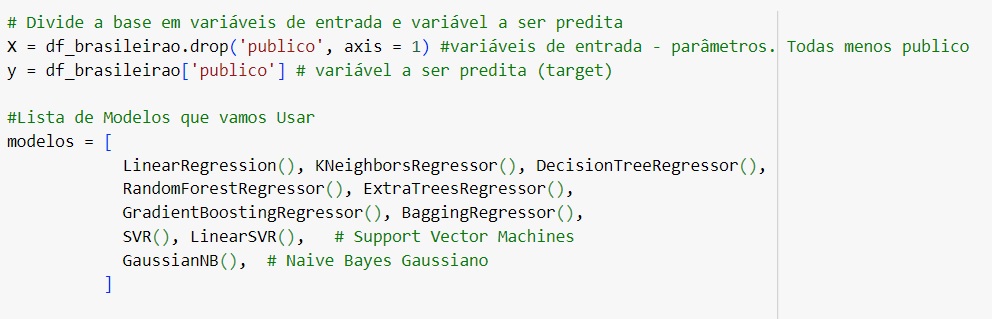 # Divide a base em variáveis de entrada e variável a ser predita
X = df_brasileirao.drop('publico', axis = 1) #variáveis de entrada - parâmetros. Todas menos publico
y = df_brasileirao['publico'] # variável a ser predita (target)
#Lista de Modelos que vamos Usar
modelos = [
LinearRegression(), KNeighborsRegressor(), DecisionTreeRegressor(),
RandomForestRegressor(), ExtraTreesRegressor(),
GradientBoostingRegressor(), BaggingRegressor(),
SVR(), LinearSVR(), # Support Vector Machines
GaussianNB(), # Naive Bayes Gaussiano
]